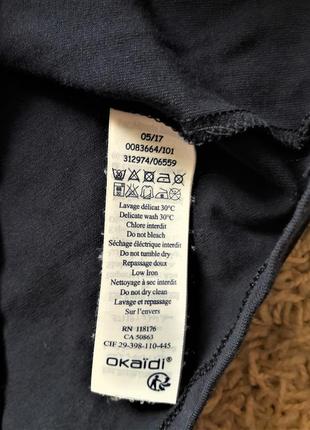 05/17
0083664/101
312974/06559
Lavage délicat 30°C
Delicate wash 30°C
Chlore interdit
Do not bleach
Séchage électrique interdit
Do not tumble dry
Repassage doux
Low Iron
Nettoyage à sec interdit
Do not dry clean
Lavage et repassage
Sur l'envers
RN 118176
CA 50863
CIF 29-398-110-445
OKAÏDI®